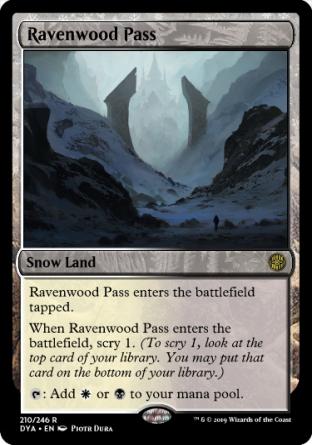 Ravenwood Pass
Snow Land
Ravenwood Pass enters the battlefield
tapped.
When Ravenwood Pass enters the
battlefield, scry 1. (To scry 1, look at the
top card of your library. You may put that
card on the bottom of your library.)
: Add or to your mana pool.
210/246 R
DYA • EN Piotr Dura
™ & © 2019 Wizards of the Coast